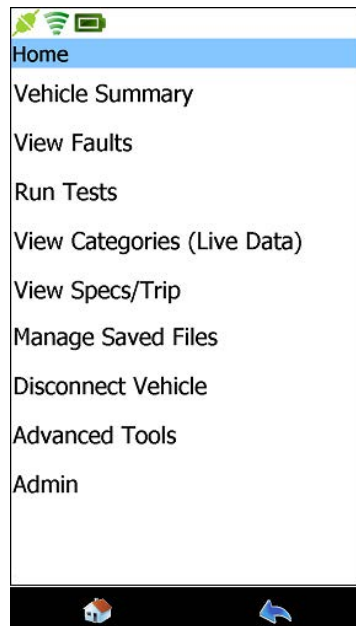 Home
Vehicle Summary
View Faults
Run Tests
View Categories (Live Data)
View Specs/Trip
Manage Saved Files
Disconnect Vehicle
Advanced Tools
Admin